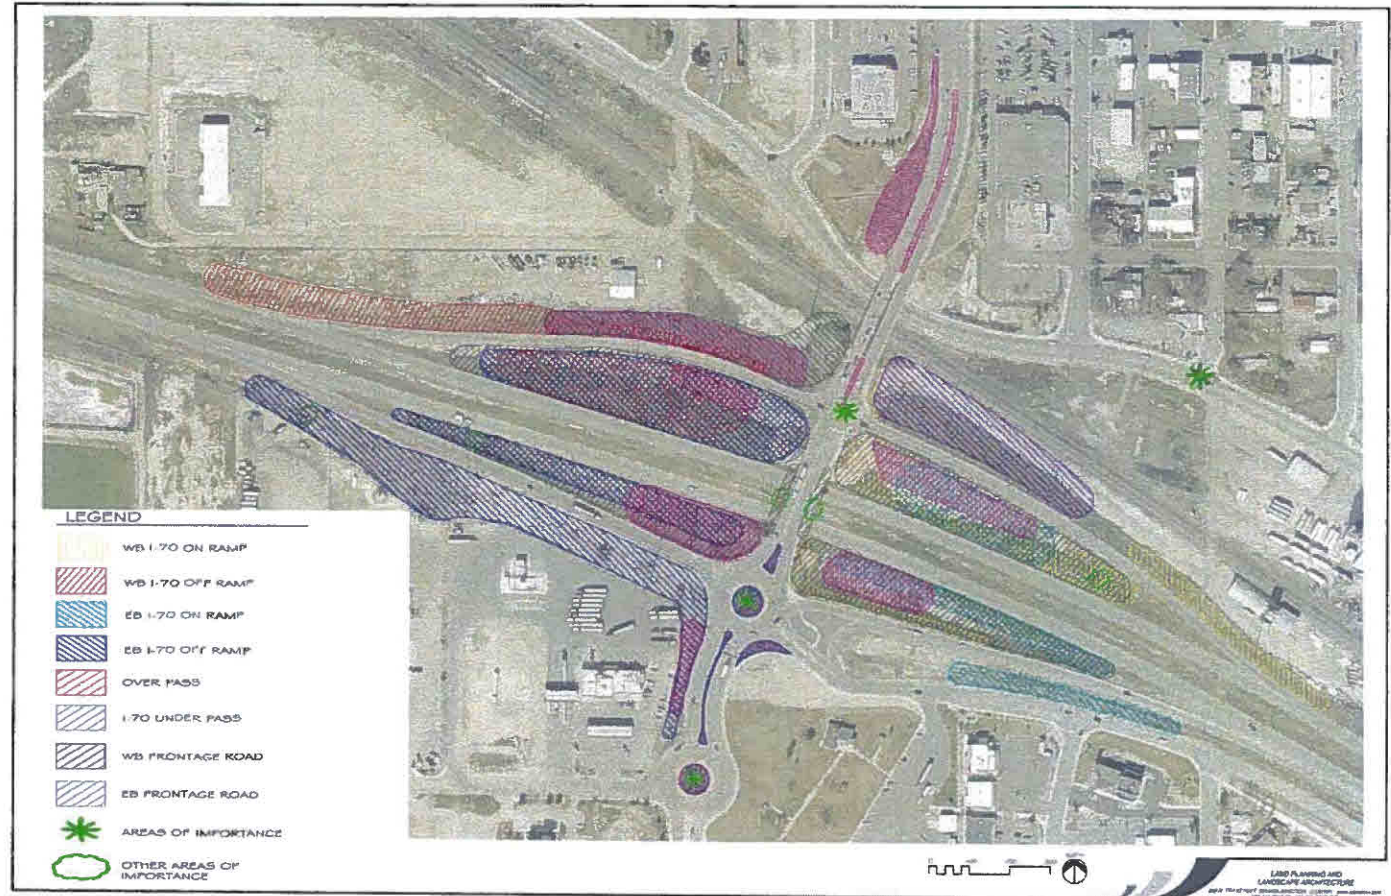 LEGEND
WB I-70 ON RAMP
WB I-70 OFF RAMP
EB I-70 ON RAMP
EB I-70 OFF RAMP
OVER PASS
I-70 UNDER PASS
WB FRONTAGE ROAD
EB FRONTAGE ROAD
AREAS OF IMPORTANCE
OTHER AREAS OF
IMPORTANCE
LAND PLANNING AND
LANDSCAPE ARCHITECTURE